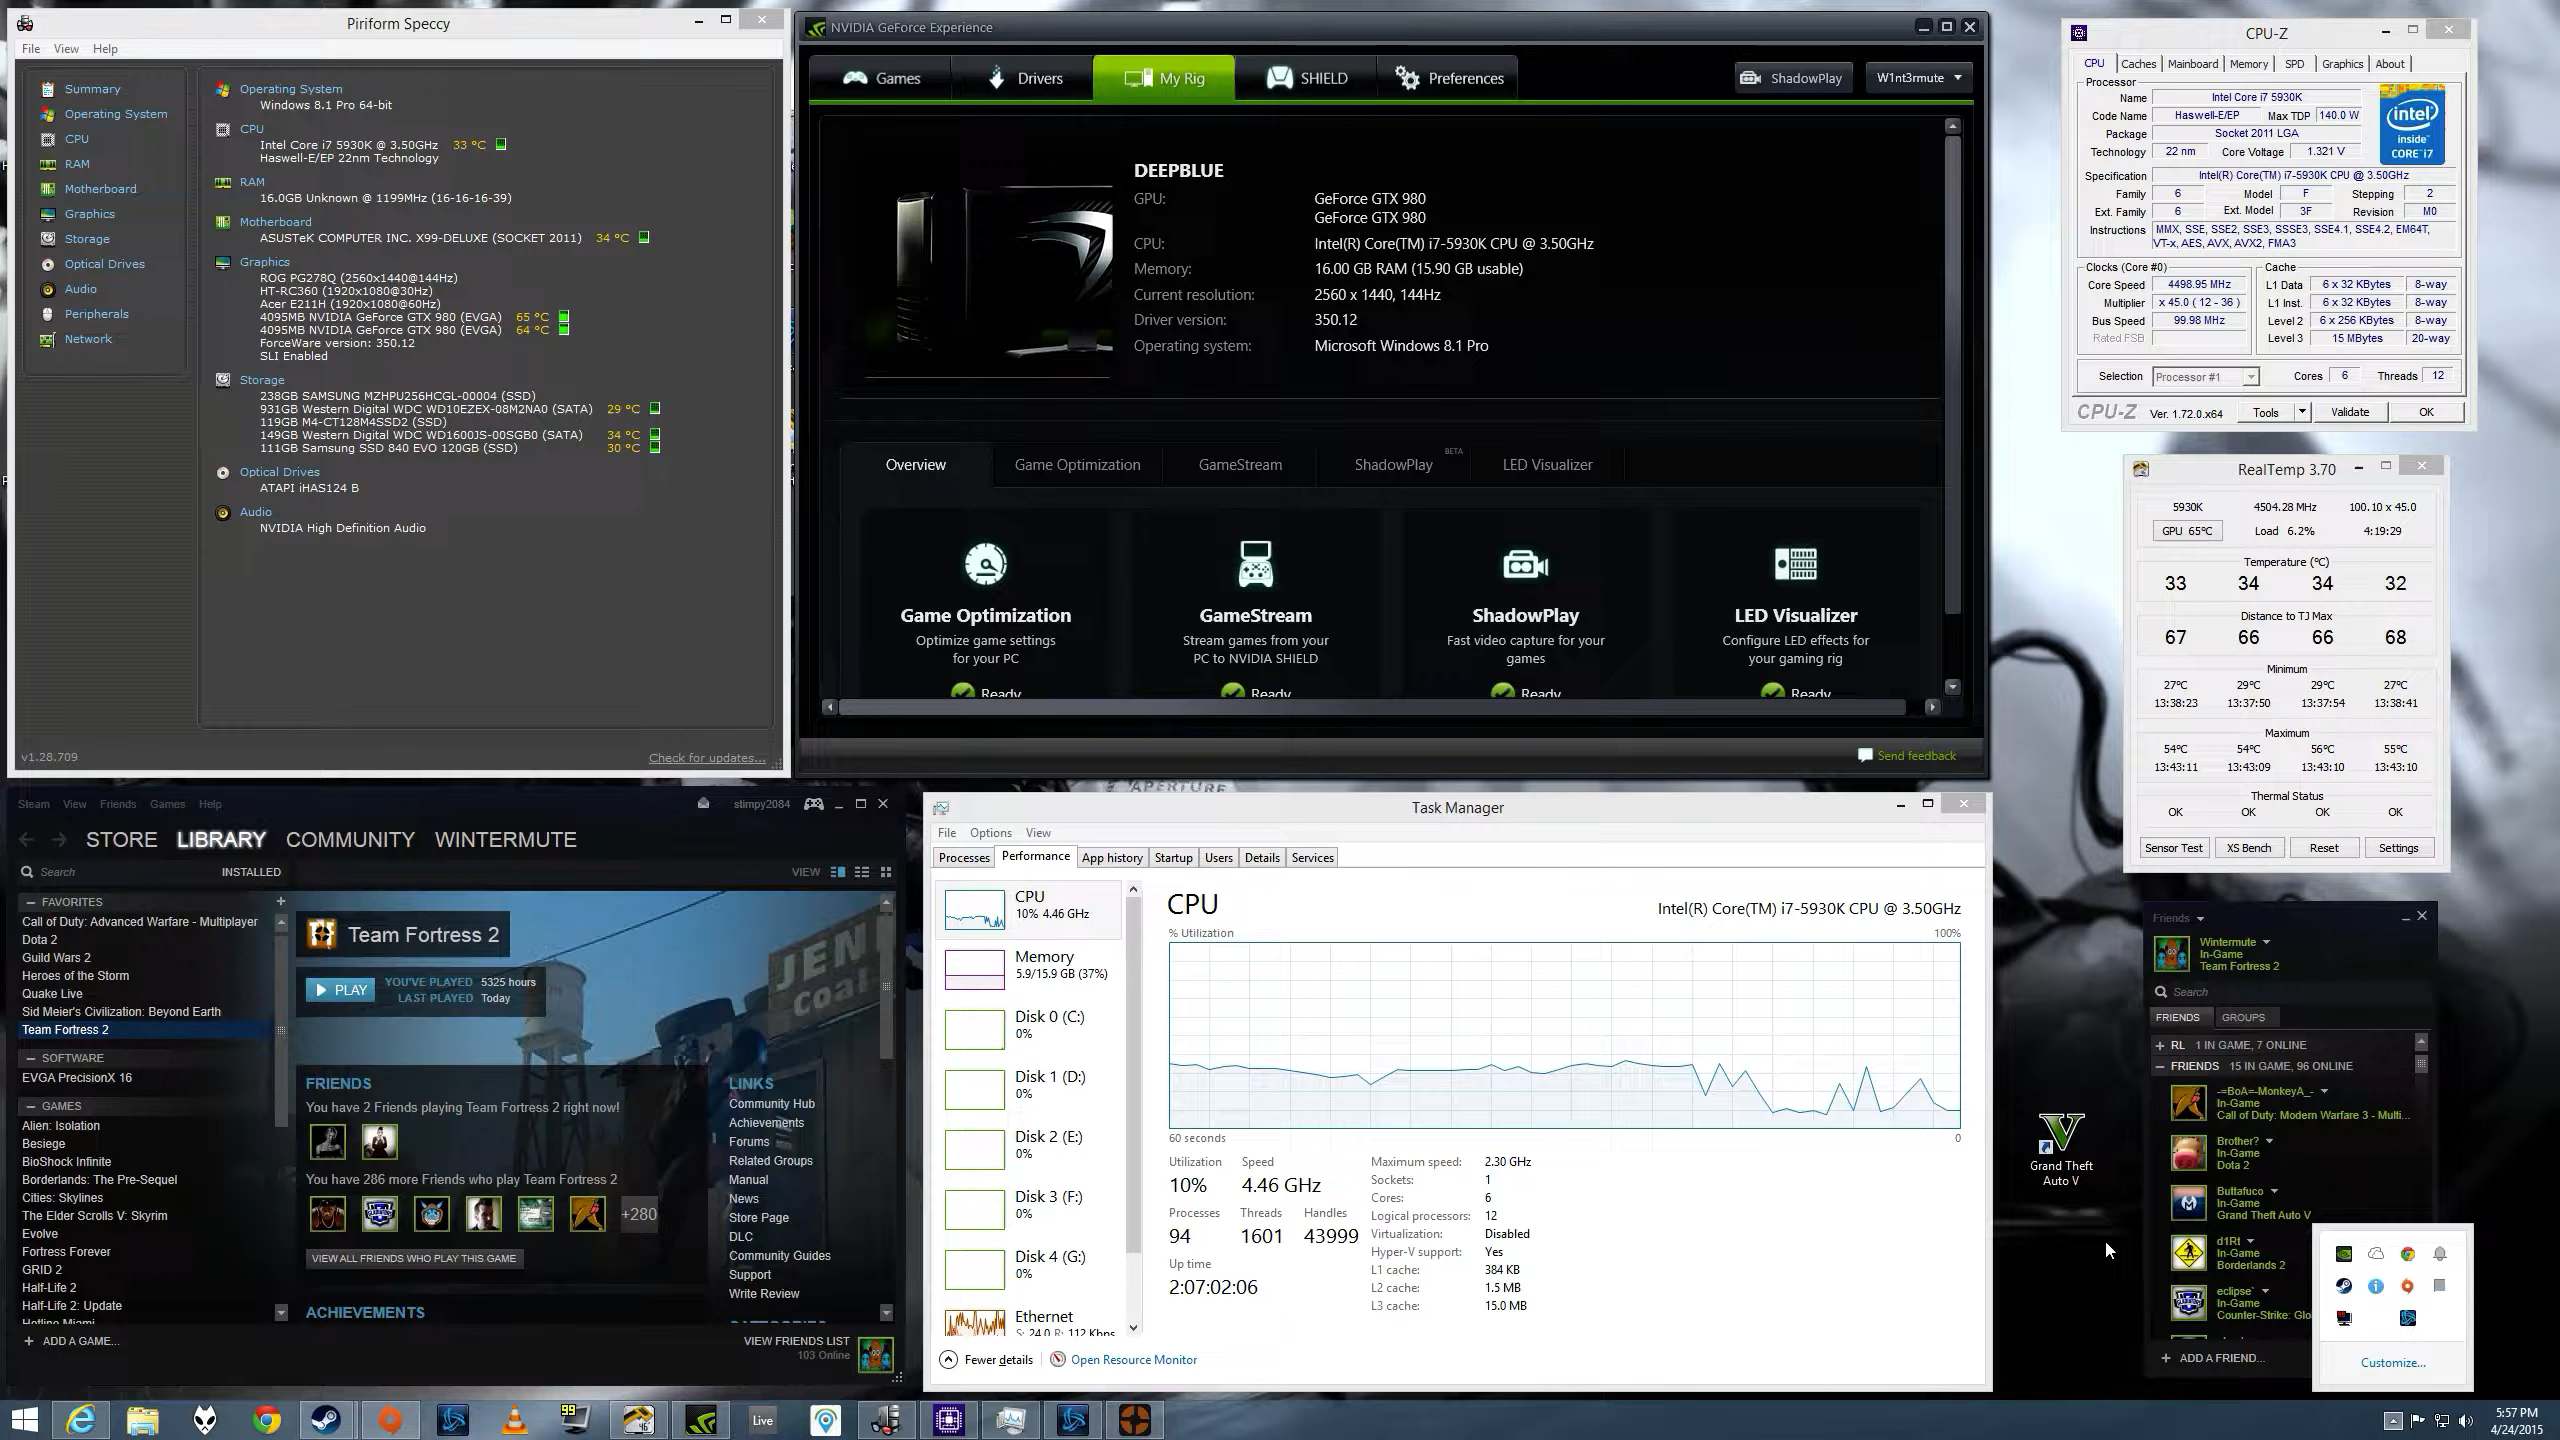 Piriform Speccy
File View Help
Summary
Operating System
CPU
RAM
Motherboard
Graphics
Storage
Optical Drives
Audio
Peripherals
Network
Operating System
Windows 8.1 Pro 64-bit
CPU
Intel Core i7 5930K @ 3.50GHz 33 °C
Haswell-E/EP 22nm Technology
RAM
16.0GB Unknown @ 1199MHz (16-16-16-39)
Motherboard
ASUSTeK COMPUTER INC. X99-DELUXE (SOCKET 2011) 34 °C
Graphics
ROG PG278Q (2560x1440@144Hz)
HT-RC360 (1920x1080@30Hz)
Acer E211H (1920x1080@60Hz)
4095MB NVIDIA GeForce GTX 980 (EVGA) 65 °C
4095MB NVIDIA GeForce GTX 980 (EVGA) 64 °C
ForceWare version: 350.12
SLI Enabled
Storage
238GB SAMSUNG MZHPU256HCGL-00004 (SSD)
931GB Western Digital WDC WD10EZEX-08M2NA0 (SATA) 29 °C
119GB M4-CT128M4SSD2 (SSD)
149GB Western Digital WDC WD1600JS-00SGB0 (SATA) 34 °C
111GB Samsung SSD 840 EVO 120GB (SSD) 30 °C
Optical Drives
ATAPI iHAS124 B
Audio
NVIDIA High Definition Audio
v1.28.709
Check for updates...
NVIDIA GeForce Experience
Games Drivers My Rig SHIELD Preferences ShadowPlay W1nt3rmute
DEEPBLUE
GPU: GeForce GTX 980
GeForce GTX 980
CPU: Intel(R) Core(TM) i7-5930K CPU @ 3.50GHz
Memory: 16.00 GB RAM (15.90 GB usable)
Current resolution: 2560 x 1440, 144Hz
Driver version: 350.12
Operating system: Microsoft Windows 8.1 Pro
Overview Game Optimization GameStream ShadowPlay BETA LED Visualizer
Game Optimization
Optimize game settings
for your PC
Ready
GameStream
Stream games from your
PC to NVIDIA SHIELD
Ready
ShadowPlay
Fast video capture for your
games
Ready
LED Visualizer
Configure LED effects for
your gaming rig
Ready
Send feedback
CPU-Z
CPU Caches Mainboard Memory SPD Graphics About
Processor
Name Intel Core i7 5930K
Code Name Haswell-E/EP Max TDP 140.0 W
Package Socket 2011 LGA
Technology 22 nm Core Voltage 1.321 V
intel
inside
CORE i7
Specification Intel(R) Core(TM) i7-5930K CPU @ 3.50GHz
Family 6 Model F Stepping 2
Ext. Family 6 Ext. Model 3F Revision M0
Instructions MMX, SSE, SSE2, SSE3, SSSE3, SSE4.1, SSE4.2, EM64T,
VT-x, AES, AVX, AVX2, FMA3
Clocks (Core #0)
Core Speed 4498.95 MHz
Multiplier x 45.0 ( 12 - 36 )
Bus Speed 99.98 MHz
Rated FSB
Cache
L1 Data 6 x 32 KBytes 8-way
L1 Inst. 6 x 32 KBytes 8-way
Level 2 6 x 256 KBytes 8-way
Level 3 15 MBytes 20-way
Selection Processor #1 Cores 6 Threads 12
CPU-Z Ver. 1.72.0.x64 Tools Validate OK
RealTemp 3.70
5930K 4504.28 MHz 100.10 x 45.0
GPU 65°C Load 6.2% 4:19:29
Temperature (°C)
33 34 34 32
Distance to TJ Max
67 66 66 68
Minimum
27°C 29°C 29°C 27°C
13:38:23 13:37:50 13:37:54 13:38:41
Maximum
54°C 54°C 56°C 55°C
13:43:11 13:43:09 13:43:10 13:43:10
Thermal Status
OK OK OK OK
Sensor Test XS Bench Reset Settings
APERTURE
Steam View Friends Games Help slimpy2084
STORE LIBRARY COMMUNITY WINTERMUTE
Search INSTALLED VIEW
FAVORITES +
Call of Duty: Advanced Warfare - Multiplayer
Dota 2
Guild Wars 2
Heroes of the Storm
Quake Live
Sid Meier's Civilization: Beyond Earth
Team Fortress 2
SOFTWARE
EVGA PrecisionX 16
GAMES
Alien: Isolation
Besiege
BioShock Infinite
Borderlands: The Pre-Sequel
Cities: Skylines
The Elder Scrolls V: Skyrim
Evolve
Fortress Forever
GRID 2
Half-Life 2
Half-Life 2: Update
Hotline Miami
+ ADD A GAME...
Team Fortress 2
PLAY
YOU'VE PLAYED 5325 hours
LAST PLAYED Today
JEN
Coal
FRIENDS
You have 2 Friends playing Team Fortress 2 right now!
You have 286 more Friends who play Team Fortress 2
+280
VIEW ALL FRIENDS WHO PLAY THIS GAME
ACHIEVEMENTS
LINKS
Community Hub
Achievements
Forums
Related Groups
Manual
News
Store Page
DLC
Community Guides
Support
Write Review
VIEW FRIENDS LIST
103 Online
Task Manager
File Options View
Processes Performance App history Startup Users Details Services
CPU
10% 4.46 GHz
Memory
5.9/15.9 GB (37%)
Disk 0 (C:)
0%
Disk 1 (D:)
0%
Disk 2 (E:)
0%
Disk 3 (F:)
0%
Disk 4 (G:)
0%
Ethernet
S: 24.0 R: 112 Kbps
CPU Intel(R) Core(TM) i7-5930K CPU @ 3.50GHz
% Utilization 100%
60 seconds 0
Utilization Speed
10% 4.46 GHz
Processes Threads Handles
94 1601 43999
Up time
2:07:02:06
Maximum speed: 2.30 GHz
Sockets: 1
Cores: 6
Logical processors: 12
Virtualization: Disabled
Hyper-V support: Yes
L1 cache: 384 KB
L2 cache: 1.5 MB
L3 cache: 15.0 MB
Fewer details Open Resource Monitor
Grand Theft
Auto V
Friends
Wintermute
In-Game
Team Fortress 2
Search
FRIENDS GROUPS
+ RL 1 IN GAME, 7 ONLINE
FRIENDS 15 IN GAME, 96 ONLINE
-=BoA=-MonkeyA_-
In-Game
Call of Duty: Modern Warfare 3 - Multi...
Brother?
In-Game
Dota 2
Buttafuco
In-Game
Grand Theft Auto V
d1Rt
In-Game
Borderlands 2
eclipse`
In-Game
Counter-Strike: Glo
+ ADD A FRIEND...
Customize...
99
46°
Live
5:57 PM
4/24/2015